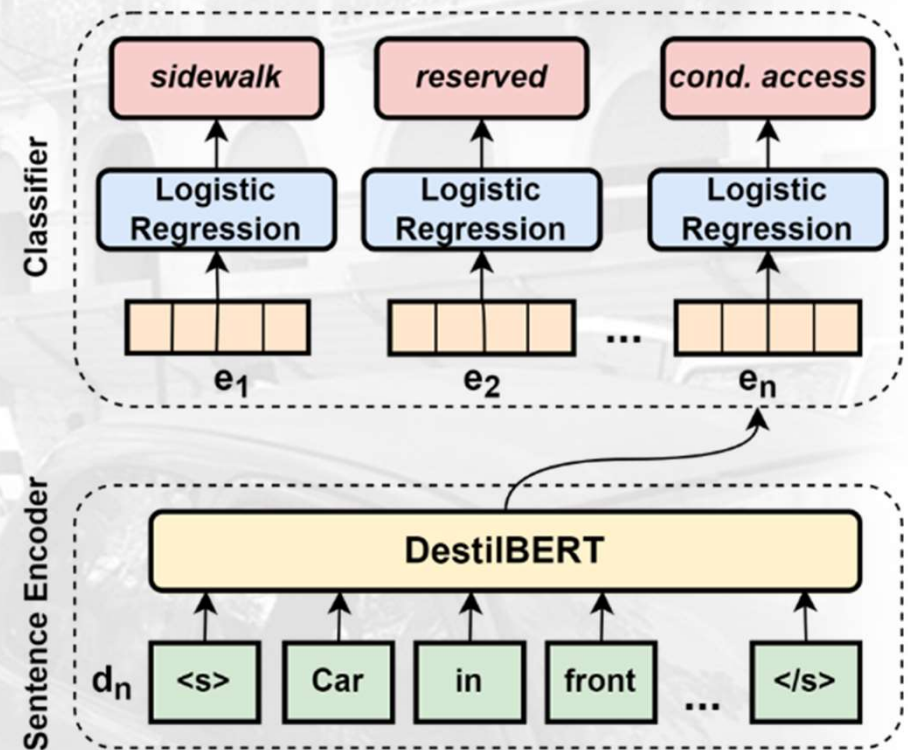 Classifier
sidewalk
reserved
cond. access
Logistic
Regression
Logistic
Regression
Logistic
Regression
...
e1
e2
en
Sentence Encoder
DestilBERT
dn
<s>
Car
in
front
...
</s>